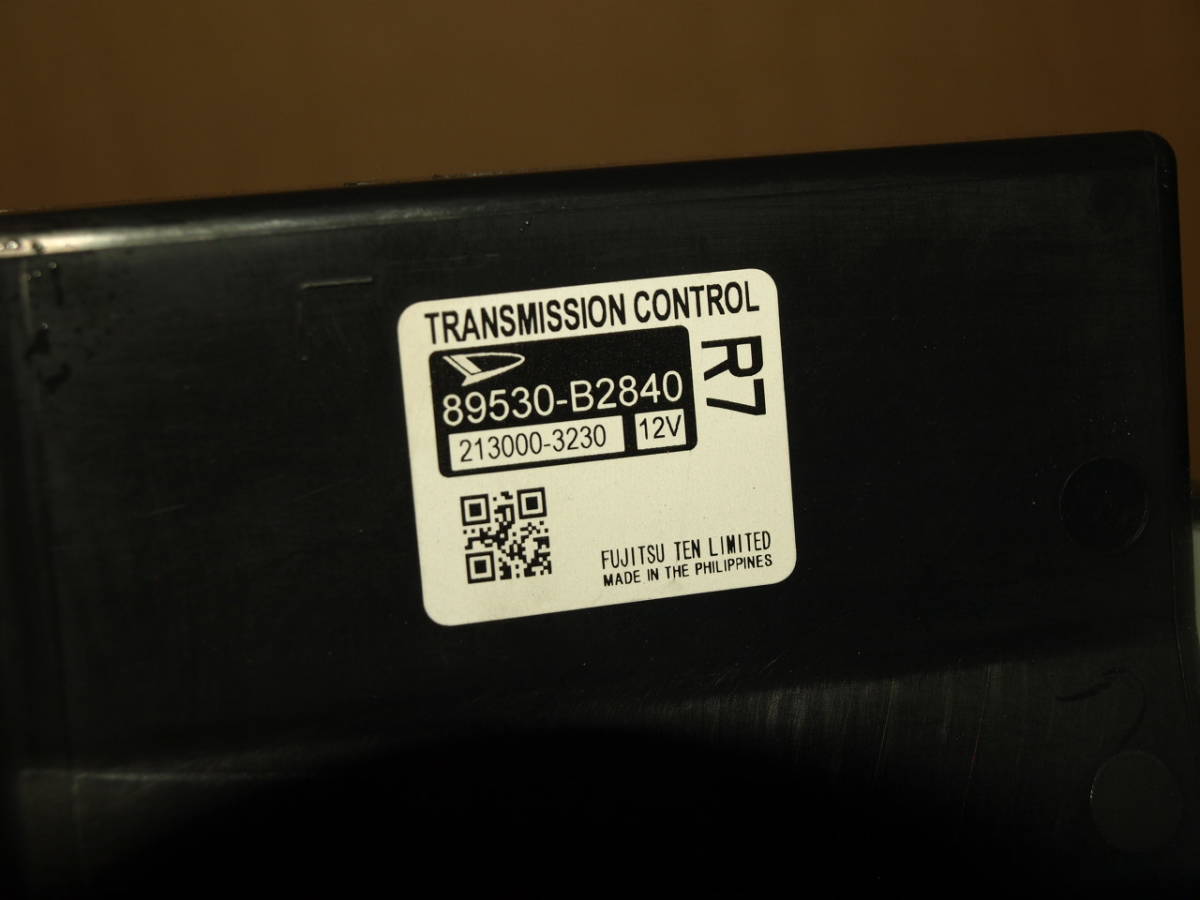 TRANSMISSION CONTROL
R7
89530-B2840
213000-3230 12V
FUJITSU TEN LIMITED
MADE IN THE PHILIPPINES